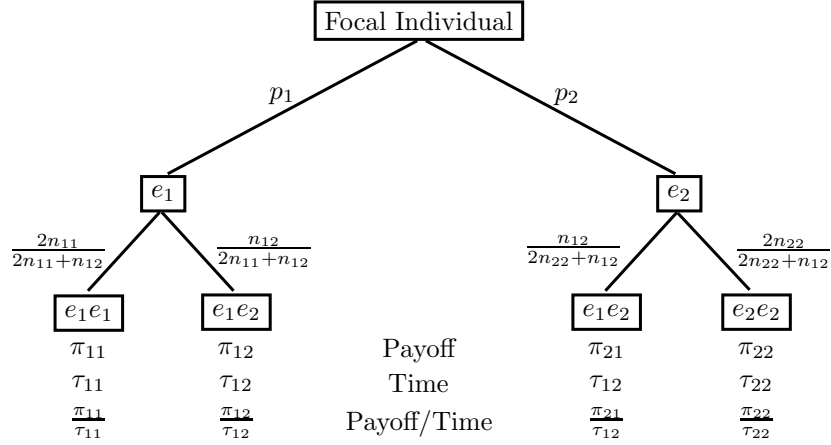 Focal Individual
p₁ p₂
e₁ e₂
2n₁₁/(2n₁₁+n₁₂) n₁₂/(2n₁₁+n₁₂) n₁₂/(2n₂₂+n₁₂) 2n₂₂/(2n₂₂+n₁₂)
e₁e₁ e₁e₂ e₁e₂ e₂e₂
π₁₁ π₁₂ Payoff π₂₁ π₂₂
τ₁₁ τ₁₂ Time τ₁₂ τ₂₂
π₁₁/τ₁₁ π₁₂/τ₁₂ Payoff/Time π₂₁/τ₁₂ π₂₂/τ₂₂